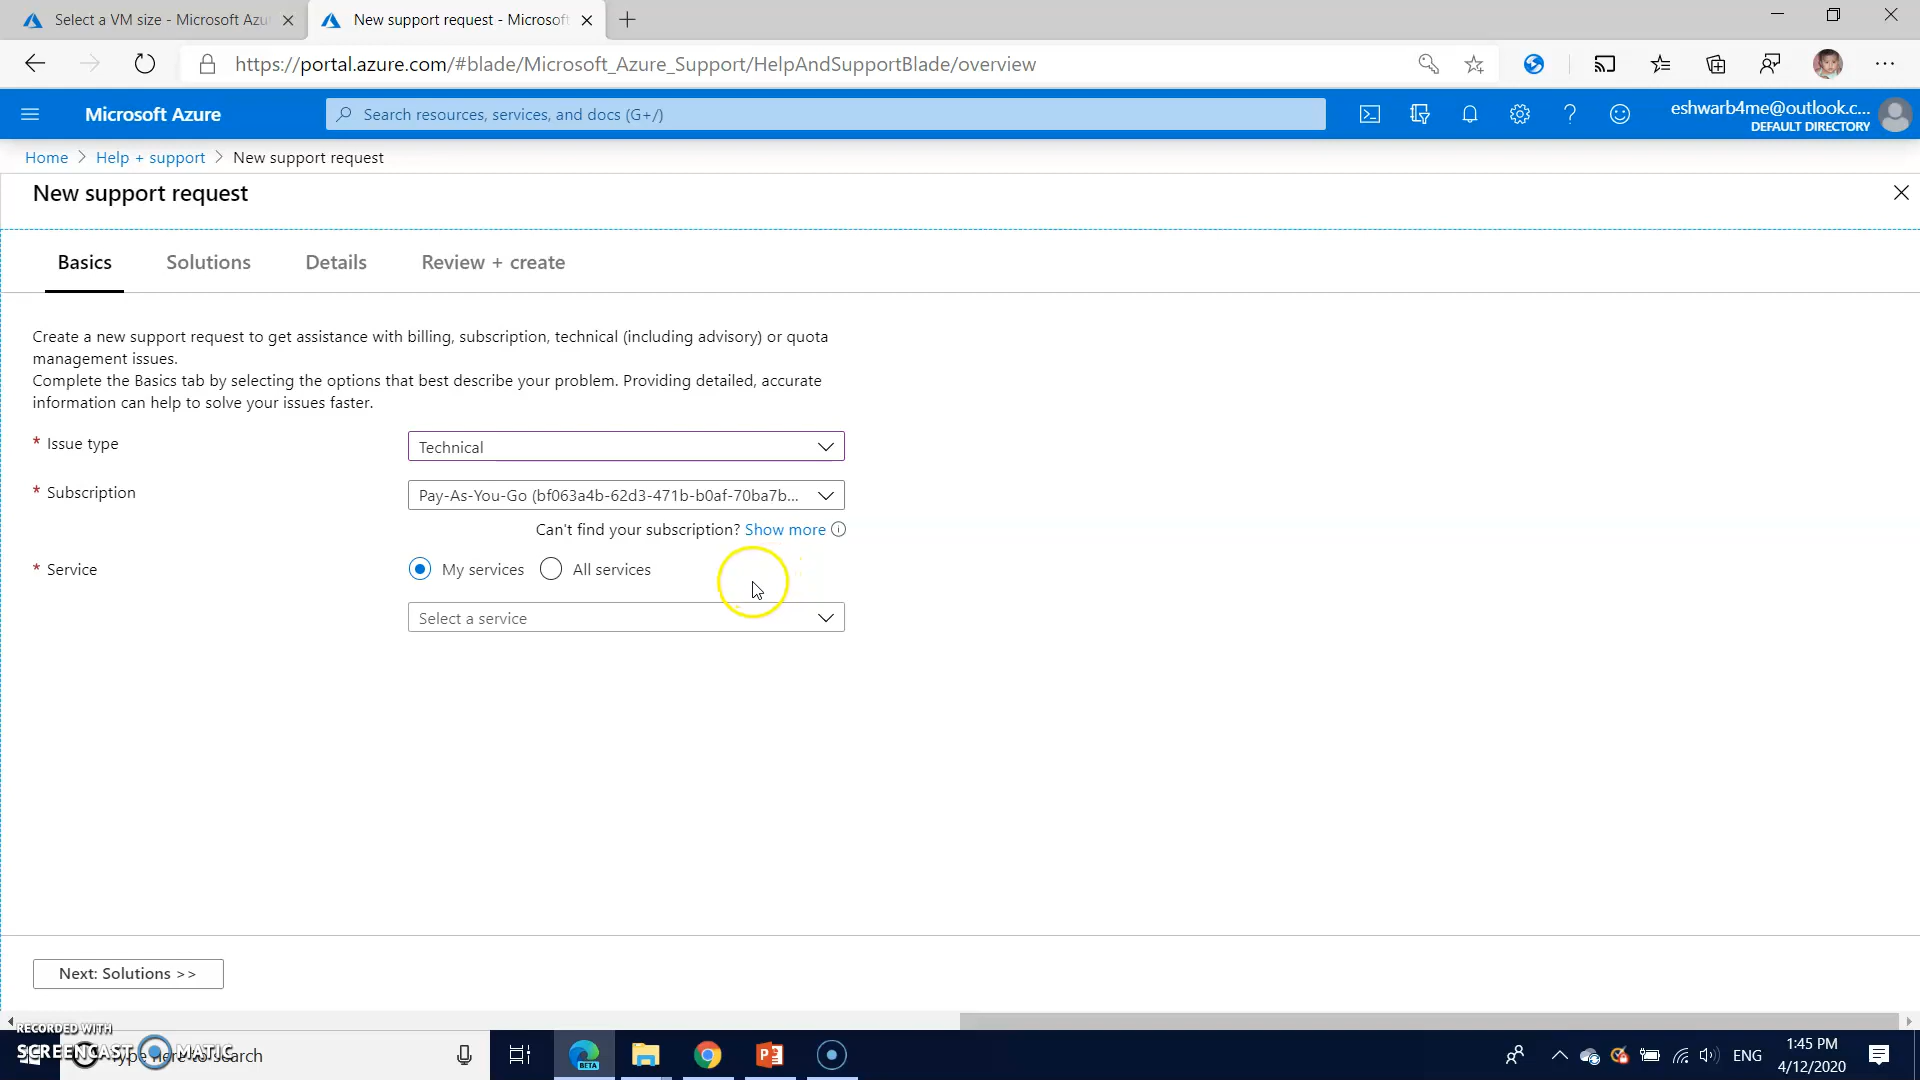 Select a VM size - Microsoft Azu
New support request - Microsoft
https://portal.azure.com/#blade/Microsoft_Azure_Support/HelpAndSupportBlade/overview
Microsoft Azure
Search resources, services, and docs (G+/)
eshwarb4me@outlook.c...
DEFAULT DIRECTORY
Home > Help + support > New support request
New support request
Basics
Solutions
Details
Review + create
Create a new support request to get assistance with billing, subscription, technical (including advisory) or quota
management issues.
Complete the Basics tab by selecting the options that best describe your problem. Providing detailed, accurate
information can help to solve your issues faster.
* Issue type
Technical
* Subscription
Pay-As-You-Go (bf063a4b-62d3-471b-b0af-70ba7b...
Can't find your subscription? Show more
* Service
My services
All services
Select a service
Next: Solutions >>
RECORDED WITH
SCREENCAST MATIC
Type here to search
BETA
ENG
1:45 PM
4/12/2020